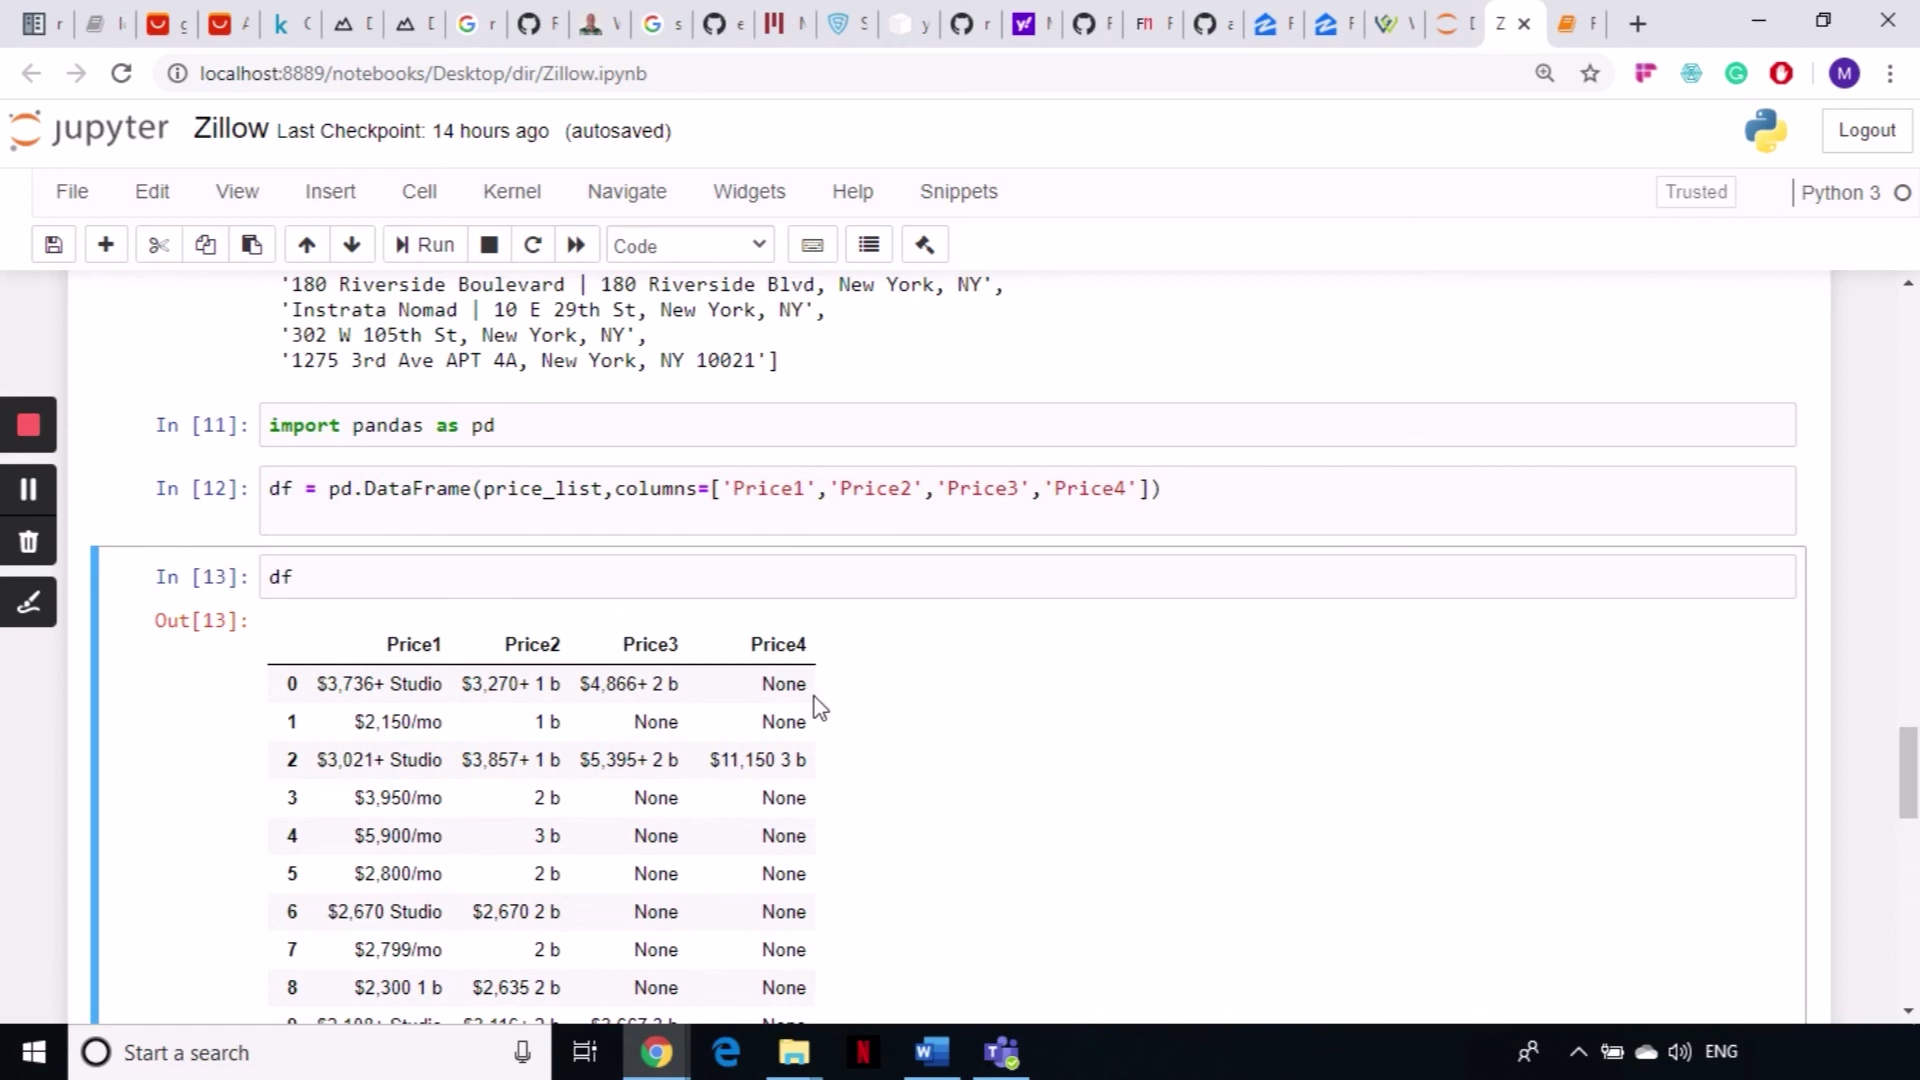 localhost:8889/notebooks/Desktop/dir/Zillow.ipynb
M
jupyter Zillow Last Checkpoint: 14 hours ago (autosaved)
Logout
File Edit View Insert Cell Kernel Navigate Widgets Help Snippets
Trusted Python 3
Run Code
'180 Riverside Boulevard | 180 Riverside Blvd, New York, NY',
'Instrata Nomad | 10 E 29th St, New York, NY',
'302 W 105th St, New York, NY',
'1275 3rd Ave APT 4A, New York, NY 10021']
In [11]: import pandas as pd
In [12]: df = pd.DataFrame(price_list,columns=['Price1','Price2','Price3','Price4'])
In [13]: df
Out[13]:
Price1 Price2 Price3 Price4
0 $3,736+ Studio $3,270+ 1 b $4,866+ 2 b None
1 $2,150/mo 1 b None None
2 $3,021+ Studio $3,857+ 1 b $5,395+ 2 b $11,150 3 b
3 $3,950/mo 2 b None None
4 $5,900/mo 3 b None None
5 $2,800/mo 2 b None None
6 $2,670 Studio $2,670 2 b None None
7 $2,799/mo 2 b None None
8 $2,300 1 b $2,635 2 b None None
Start a search
ENG